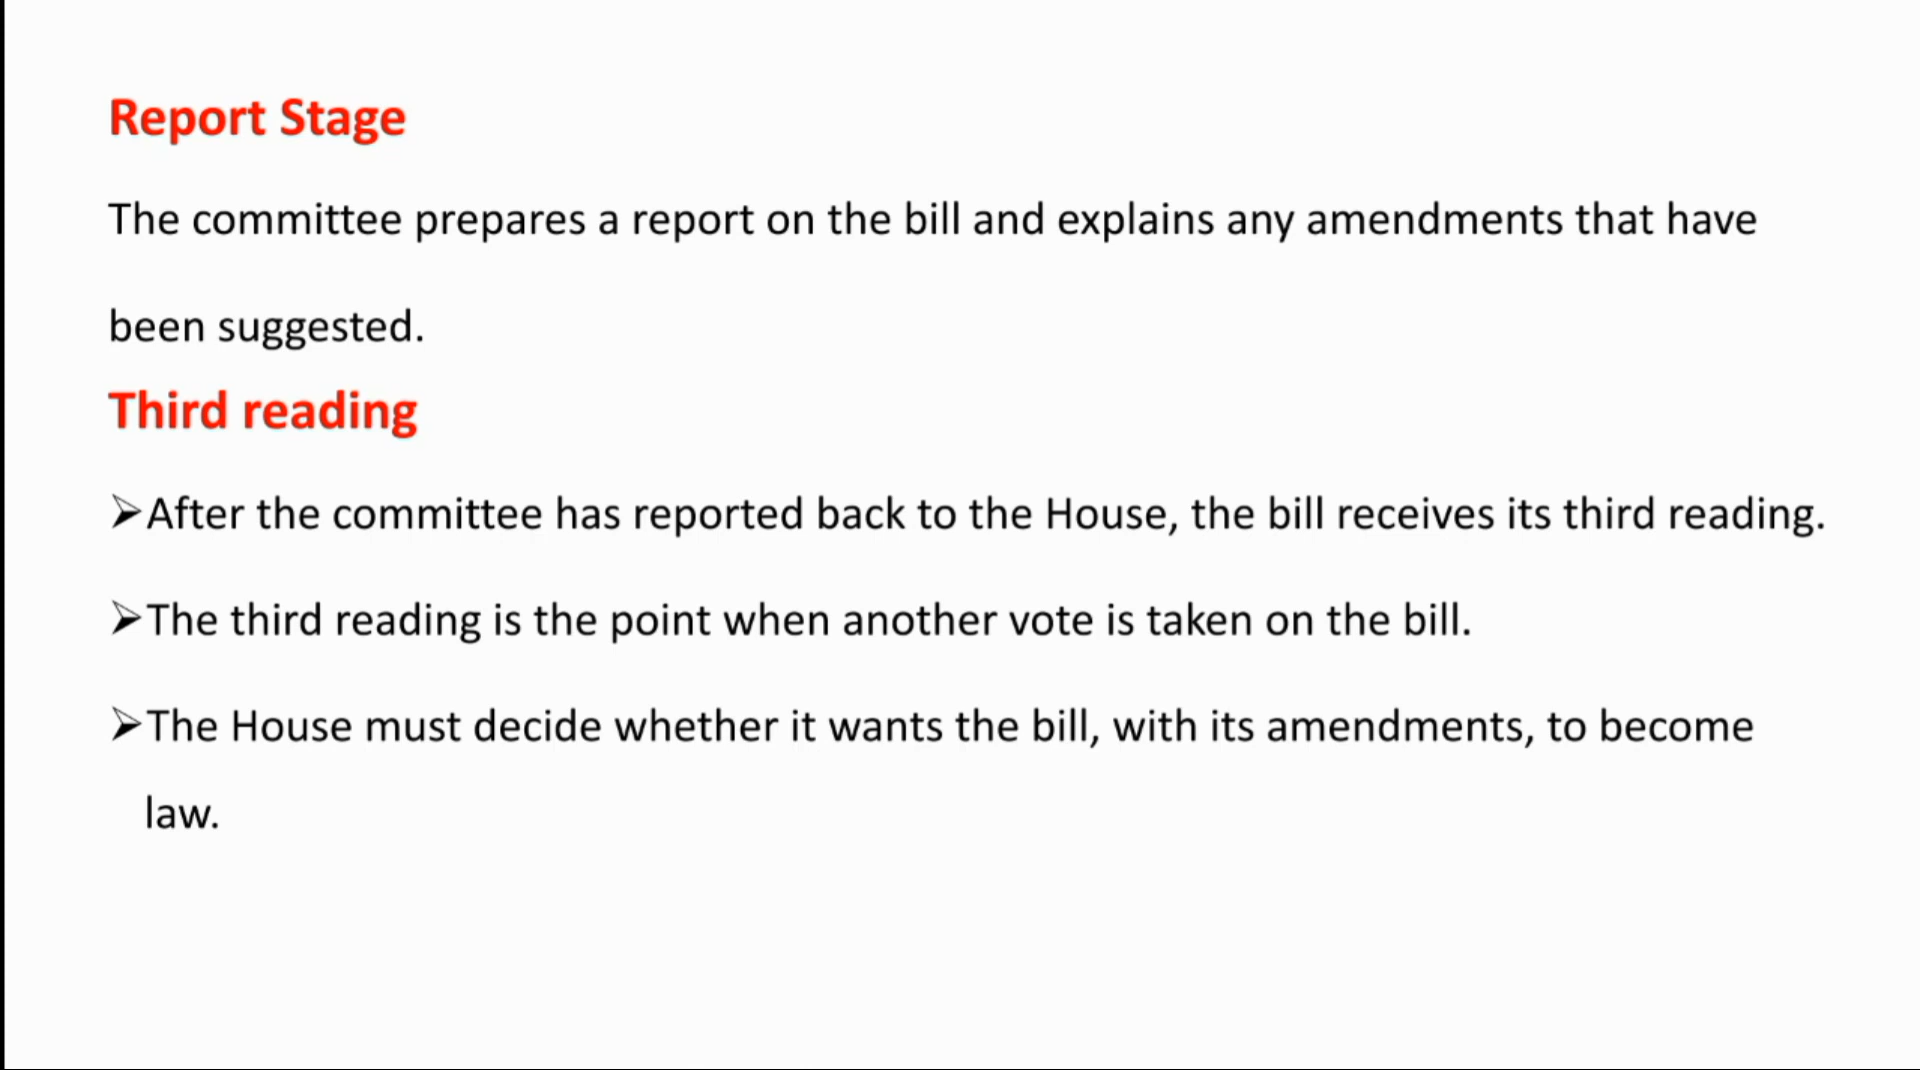 Report Stage
The committee prepares a report on the bill and explains any amendments that have
been suggested.
Third reading
➢After the committee has reported back to the House, the bill receives its third reading.
➢The third reading is the point when another vote is taken on the bill.
➢The House must decide whether it wants the bill, with its amendments, to become
law.